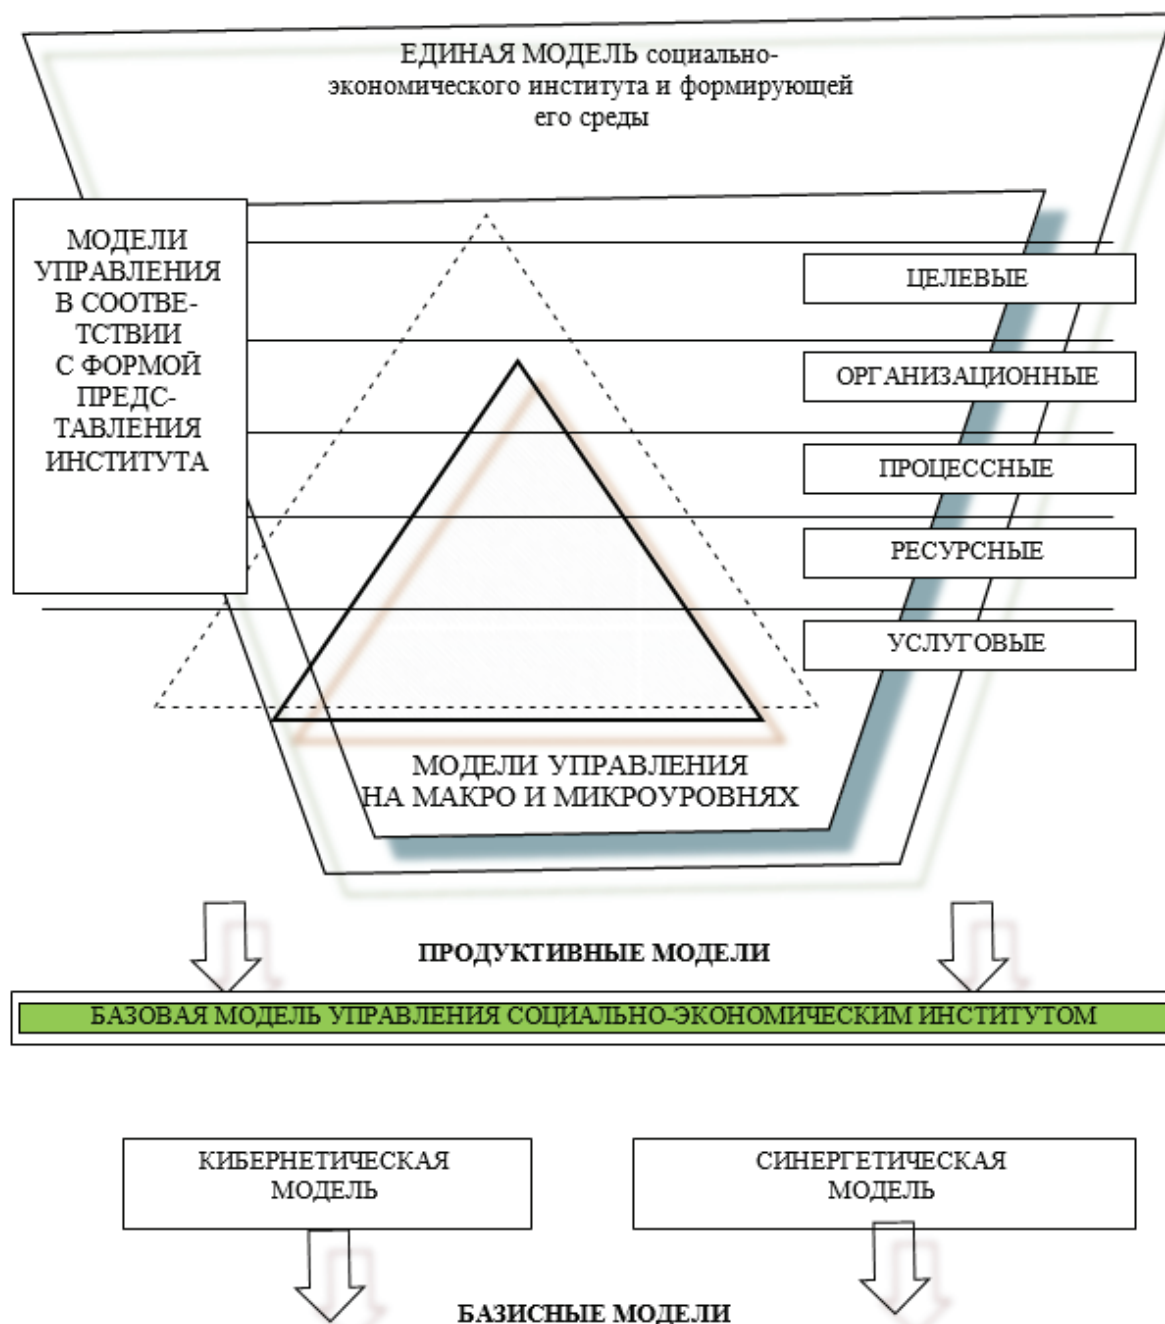 ЕДИНАЯ МОДЕЛЬ социально-
экономического института и формирующей
его среды
МОДЕЛИ
УПРАВЛЕНИЯ
В СООТВЕ-
ТСТВИИ
С ФОРМОЙ
ПРЕДС-
ТАВЛЕНИЯ
ИНСТИТУТА
ЦЕЛЕВЫЕ
ОРГАНИЗАЦИОННЫЕ
ПРОЦЕССНЫЕ
РЕСУРСНЫЕ
УСЛУГОВЫЕ
МОДЕЛИ УПРАВЛЕНИЯ
НА МАКРО И МИКРОУРОВНЯХ
ПРОДУКТИВНЫЕ МОДЕЛИ
БАЗОВАЯ МОДЕЛЬ УПРАВЛЕНИЯ СОЦИАЛЬНО-ЭКОНОМИЧЕСКИМ ИНСТИТУТОМ
КИБЕРНЕТИЧЕСКАЯ
МОДЕЛЬ
СИНЕРГЕТИЧЕСКАЯ
МОДЕЛЬ
БАЗИСНЫЕ МОДЕЛИ